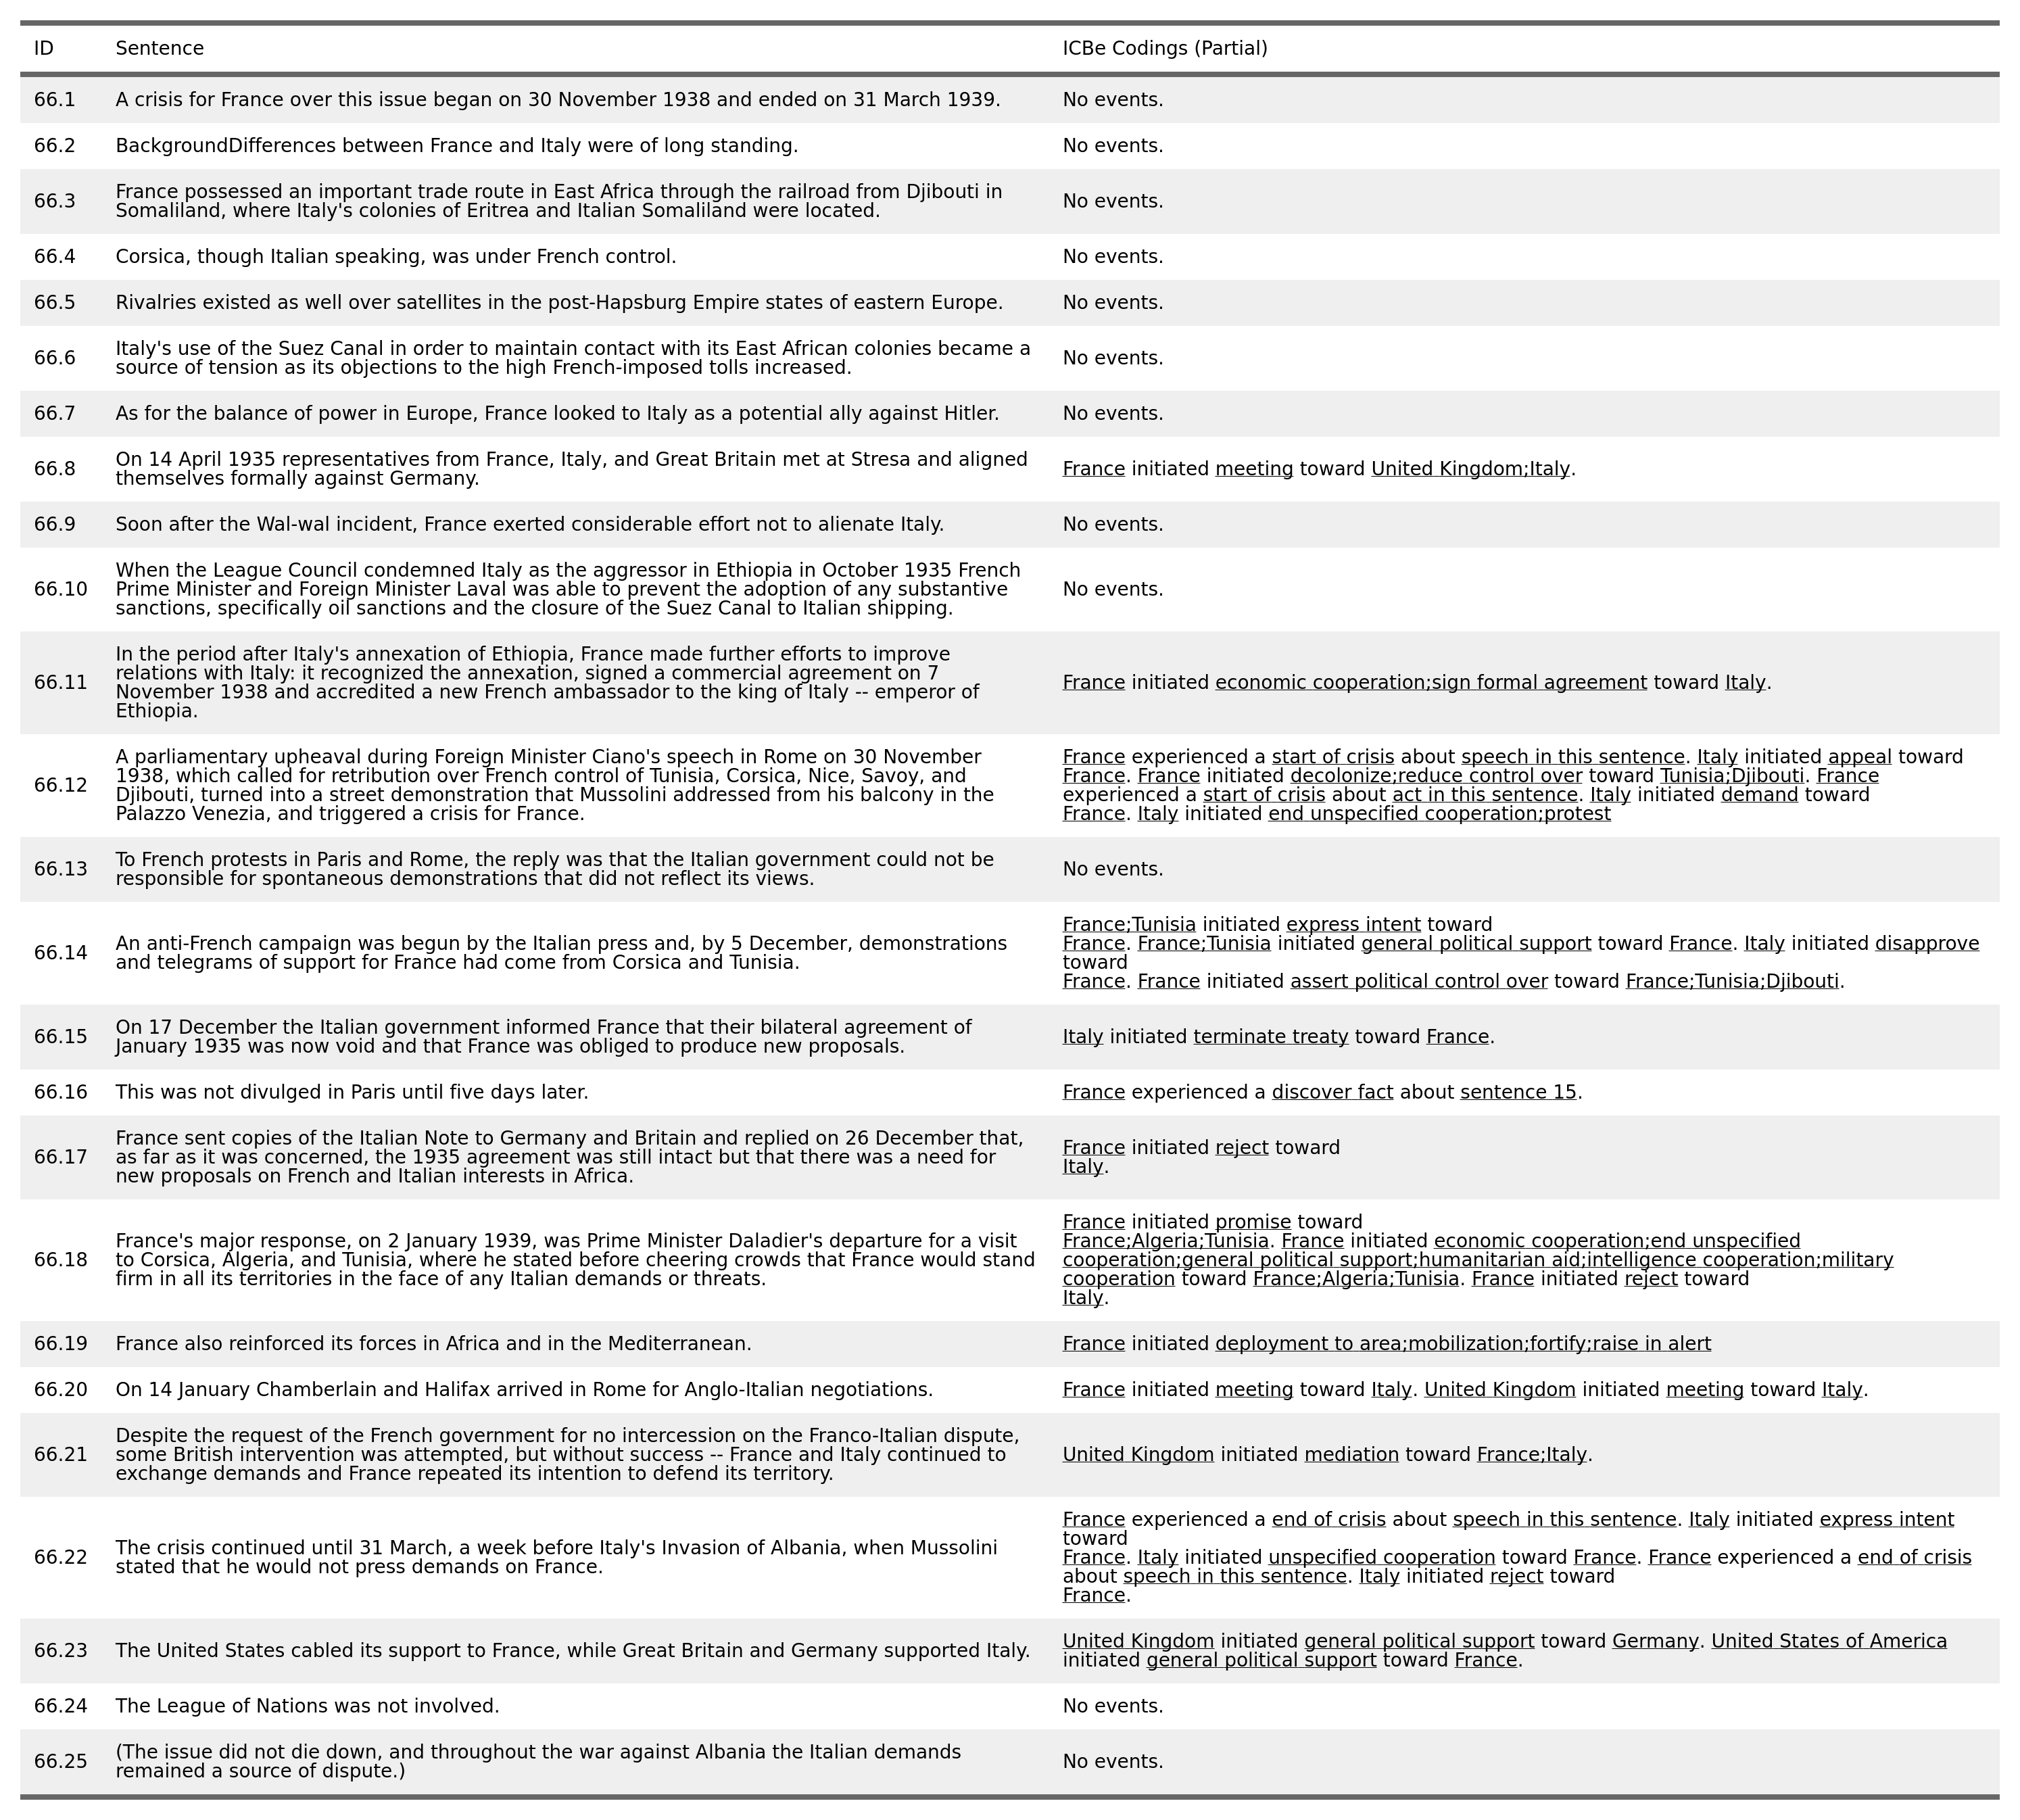 ID Sentence ICBe Codings (Partial)
66.1 A crisis for France over this issue began on 30 November 1938 and ended on 31 March 1939. No events.
66.2 BackgroundDifferences between France and Italy were of long standing. No events.
66.3 France possessed an important trade route in East Africa through the railroad from Djibouti in
Somaliland, where Italy's colonies of Eritrea and Italian Somaliland were located. No events.
66.4 Corsica, though Italian speaking, was under French control. No events.
66.5 Rivalries existed as well over satellites in the post-Hapsburg Empire states of eastern Europe. No events.
66.6 Italy's use of the Suez Canal in order to maintain contact with its East African colonies became a
source of tension as its objections to the high French-imposed tolls increased. No events.
66.7 As for the balance of power in Europe, France looked to Italy as a potential ally against Hitler. No events.
66.8 On 14 April 1935 representatives from France, Italy, and Great Britain met at Stresa and aligned
themselves formally against Germany. France initiated meeting toward United Kingdom;Italy.
66.9 Soon after the Wal-wal incident, France exerted considerable effort not to alienate Italy. No events.
66.10 When the League Council condemned Italy as the aggressor in Ethiopia in October 1935 French
Prime Minister and Foreign Minister Laval was able to prevent the adoption of any substantive
sanctions, specifically oil sanctions and the closure of the Suez Canal to Italian shipping. No events.
66.11 In the period after Italy's annexation of Ethiopia, France made further efforts to improve
relations with Italy: it recognized the annexation, signed a commercial agreement on 7
November 1938 and accredited a new French ambassador to the king of Italy -- emperor of
Ethiopia. France initiated economic cooperation;sign formal agreement toward Italy.
66.12 A parliamentary upheaval during Foreign Minister Ciano's speech in Rome on 30 November
1938, which called for retribution over French control of Tunisia, Corsica, Nice, Savoy, and
Djibouti, turned into a street demonstration that Mussolini addressed from his balcony in the
Palazzo Venezia, and triggered a crisis for France.
France experienced a start of crisis about speech in this sentence. Italy initiated appeal toward
France. France initiated decolonize;reduce control over toward Tunisia;Djibouti. France
experienced a start of crisis about act in this sentence. Italy initiated demand toward
France. Italy initiated end unspecified cooperation;protest
66.13 To French protests in Paris and Rome, the reply was that the Italian government could not be
responsible for spontaneous demonstrations that did not reflect its views. No events.
66.14 An anti-French campaign was begun by the Italian press and, by 5 December, demonstrations
and telegrams of support for France had come from Corsica and Tunisia.
France;Tunisia initiated express intent toward
France. France;Tunisia initiated general political support toward France. Italy initiated disapprove
toward
France. France initiated assert political control over toward France;Tunisia;Djibouti.
66.15 On 17 December the Italian government informed France that their bilateral agreement of
January 1935 was now void and that France was obliged to produce new proposals. Italy initiated terminate treaty toward France.
66.16 This was not divulged in Paris until five days later. France experienced a discover fact about sentence 15.
66.17 France sent copies of the Italian Note to Germany and Britain and replied on 26 December that,
as far as it was concerned, the 1935 agreement was still intact but that there was a need for
new proposals on French and Italian interests in Africa.
France initiated reject toward
Italy.
66.18 France's major response, on 2 January 1939, was Prime Minister Daladier's departure for a visit
to Corsica, Algeria, and Tunisia, where he stated before cheering crowds that France would stand
firm in all its territories in the face of any Italian demands or threats.
France initiated promise toward
France;Algeria;Tunisia. France initiated economic cooperation;end unspecified
cooperation;general political support;humanitarian aid;intelligence cooperation;military
cooperation toward France;Algeria;Tunisia. France initiated reject toward
Italy.
66.19 France also reinforced its forces in Africa and in the Mediterranean. France initiated deployment to area;mobilization;fortify;raise in alert
66.20 On 14 January Chamberlain and Halifax arrived in Rome for Anglo-Italian negotiations. France initiated meeting toward Italy. United Kingdom initiated meeting toward Italy.
66.21 Despite the request of the French government for no intercession on the Franco-Italian dispute,
some British intervention was attempted, but without success -- France and Italy continued to
exchange demands and France repeated its intention to defend its territory. United Kingdom initiated mediation toward France;Italy.
66.22 The crisis continued until 31 March, a week before Italy's Invasion of Albania, when Mussolini
stated that he would not press demands on France.
France experienced a end of crisis about speech in this sentence. Italy initiated express intent
toward
France. Italy initiated unspecified cooperation toward France. France experienced a end of crisis
about speech in this sentence. Italy initiated reject toward
France.
66.23 The United States cabled its support to France, while Great Britain and Germany supported Italy.
United Kingdom initiated general political support toward Germany. United States of America
initiated general political support toward France.
66.24 The League of Nations was not involved. No events.
66.25 (The issue did not die down, and throughout the war against Albania the Italian demands
remained a source of dispute.) No events.